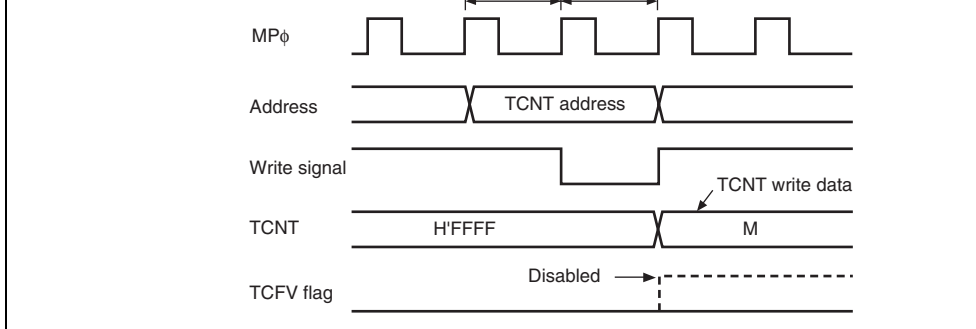 MPϕ
Address
TCNT address
Write signal
TCNT write data
TCNT
H'FFFF
M
Disabled
TCFV flag